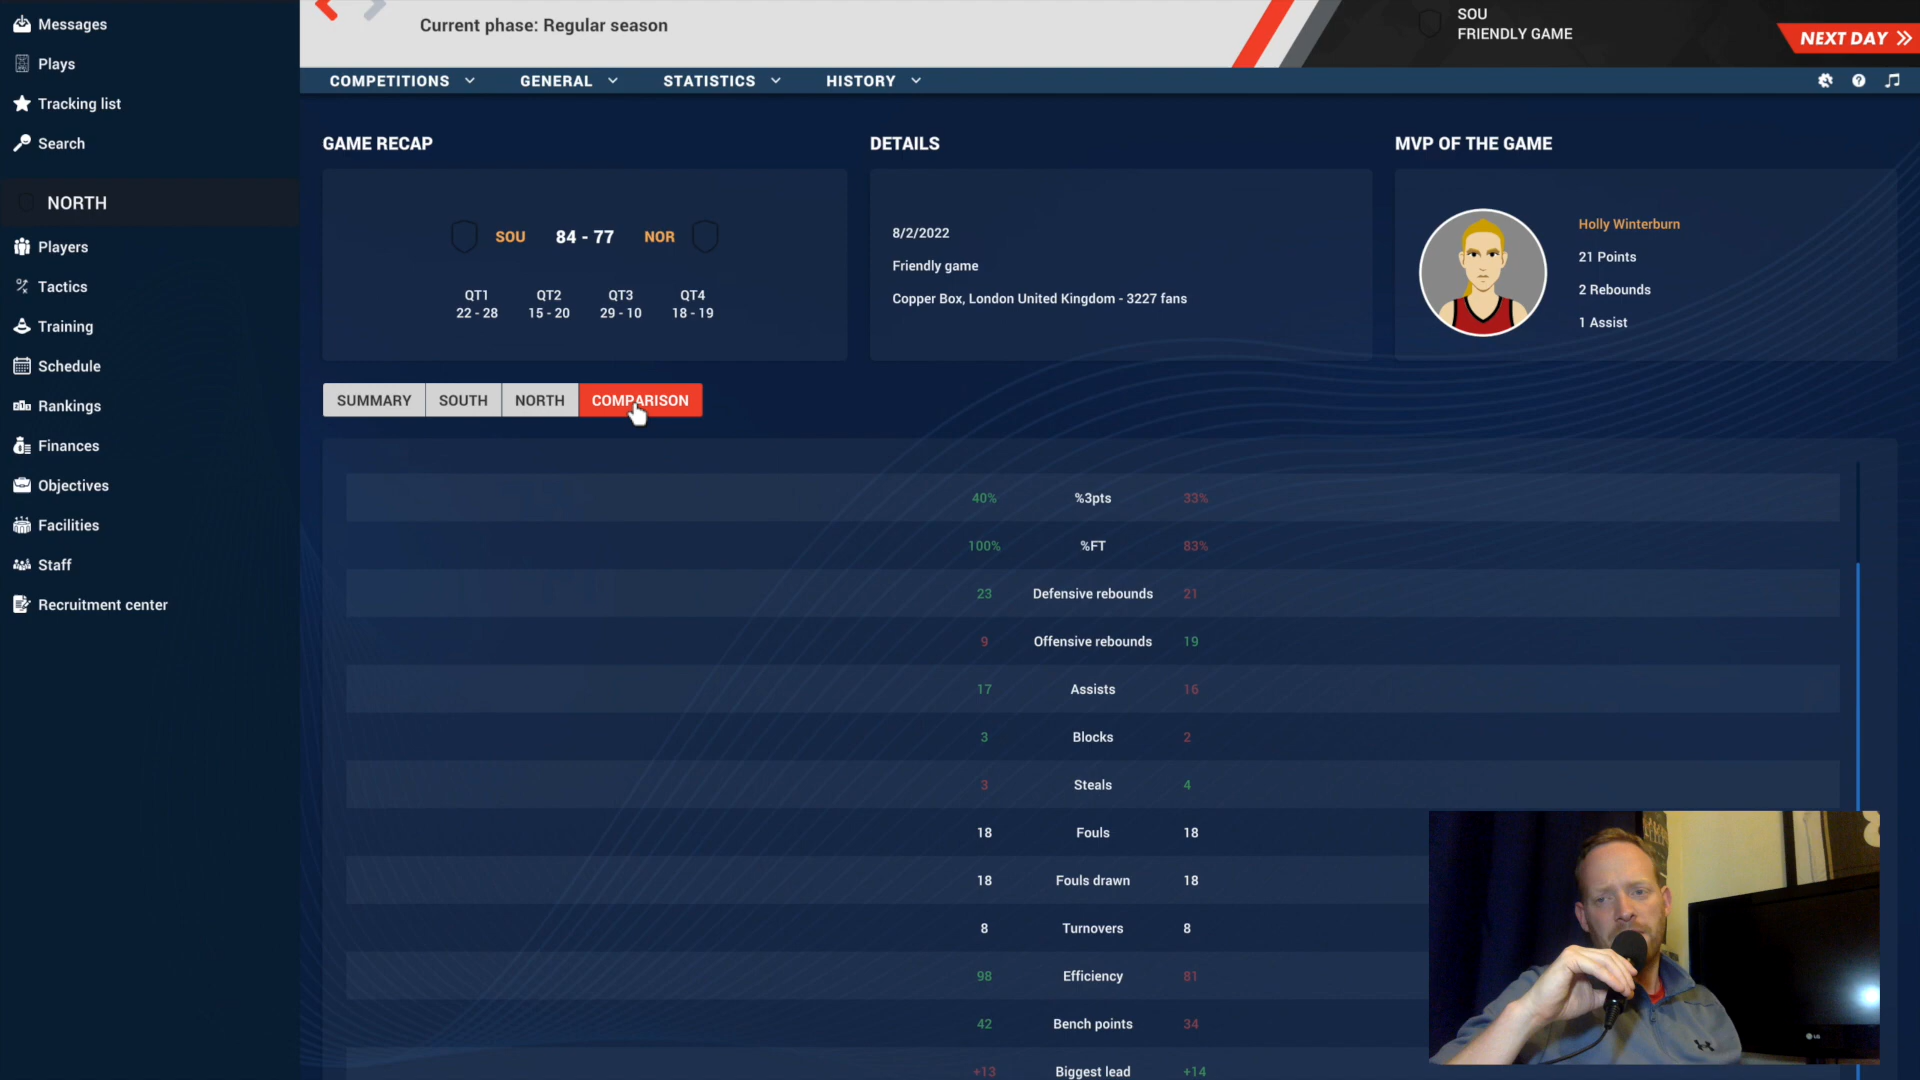 Messages
Plays
Tracking list
Search
NORTH
Players
Tactics
Training
Schedule
Rankings
Finances
Objectives
Facilities
Staff
Recruitment center
Current phase: Regular season
SOU
FRIENDLY GAME
NEXT DAY
COMPETITIONS
GENERAL
STATISTICS
HISTORY
GAME RECAP
SOU 84 - 77 NOR
QT1 QT2 QT3 QT4
22 - 28 15 - 20 29 - 10 18 - 19
DETAILS
8/2/2022
Friendly game
Copper Box, London United Kingdom - 3227 fans
MVP OF THE GAME
Holly Winterburn
21 Points
2 Rebounds
1 Assist
SUMMARY SOUTH NORTH COMPARISON
40% %3pts 33%
100% %FT 83%
23 Defensive rebounds 21
9 Offensive rebounds 19
17 Assists 16
3 Blocks 2
3 Steals 4
18 Fouls 18
18 Fouls drawn 18
8 Turnovers 8
98 Efficiency 81
42 Bench points 34
+13 Biggest lead +14
LG